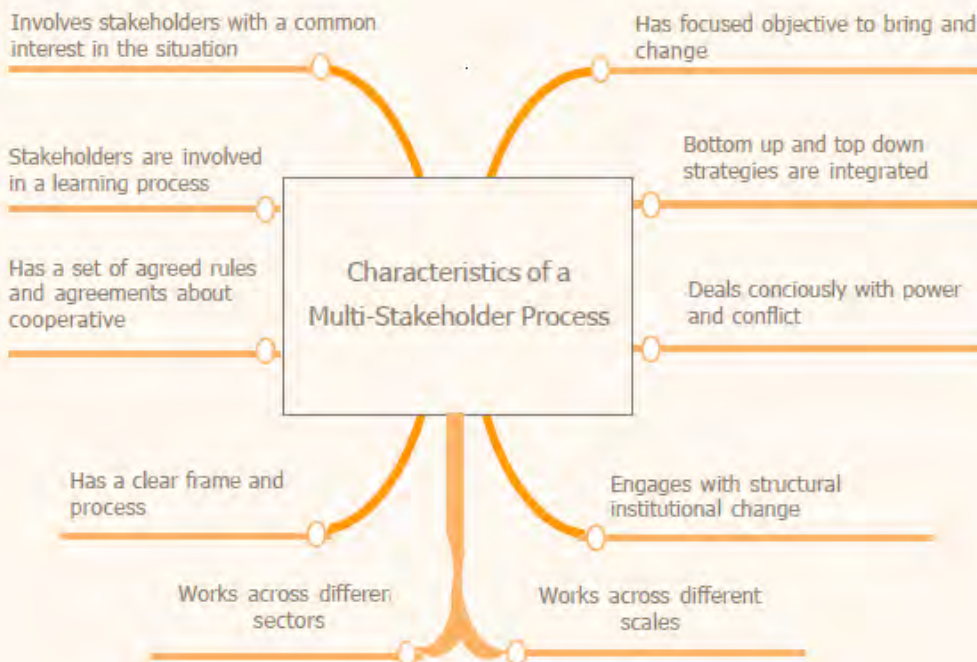 Involves stakeholders with a common
interest in the situation
Has focused objective to bring and
change
Stakeholders are involved
in a learning process
Bottom up and top down
strategies are integrated
Has a set of agreed rules
and agreements about
cooperative
Characteristics of a
Multi-Stakeholder Process
Deals conciously with power
and conflict
Has a clear frame and
process
Engages with structural
institutional change
Works across differen
sectors
Works across different
scales